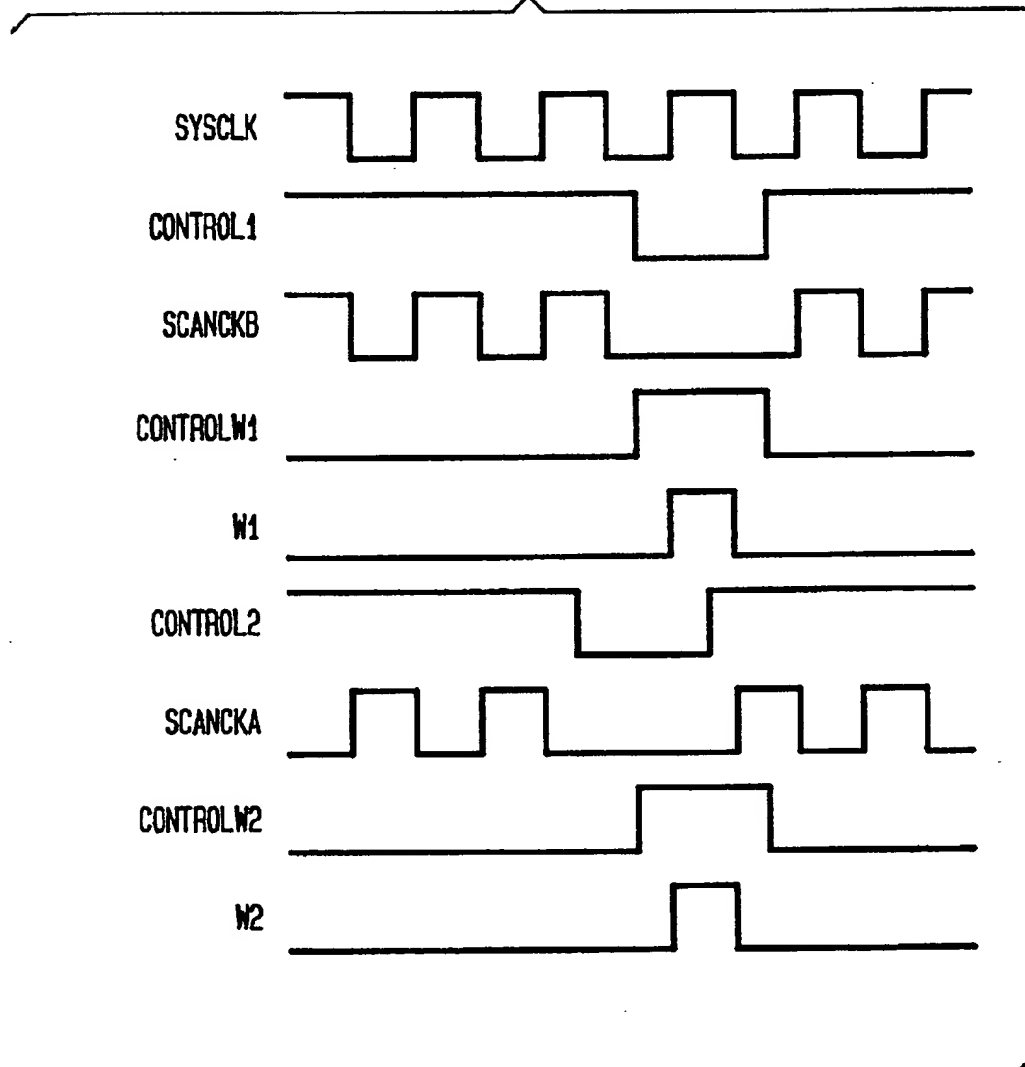 SYSCLK
CONTROL1
SCANCKB
CONTROLW1
W1
CONTROL2
SCANCKA
CONTROLW2
W2